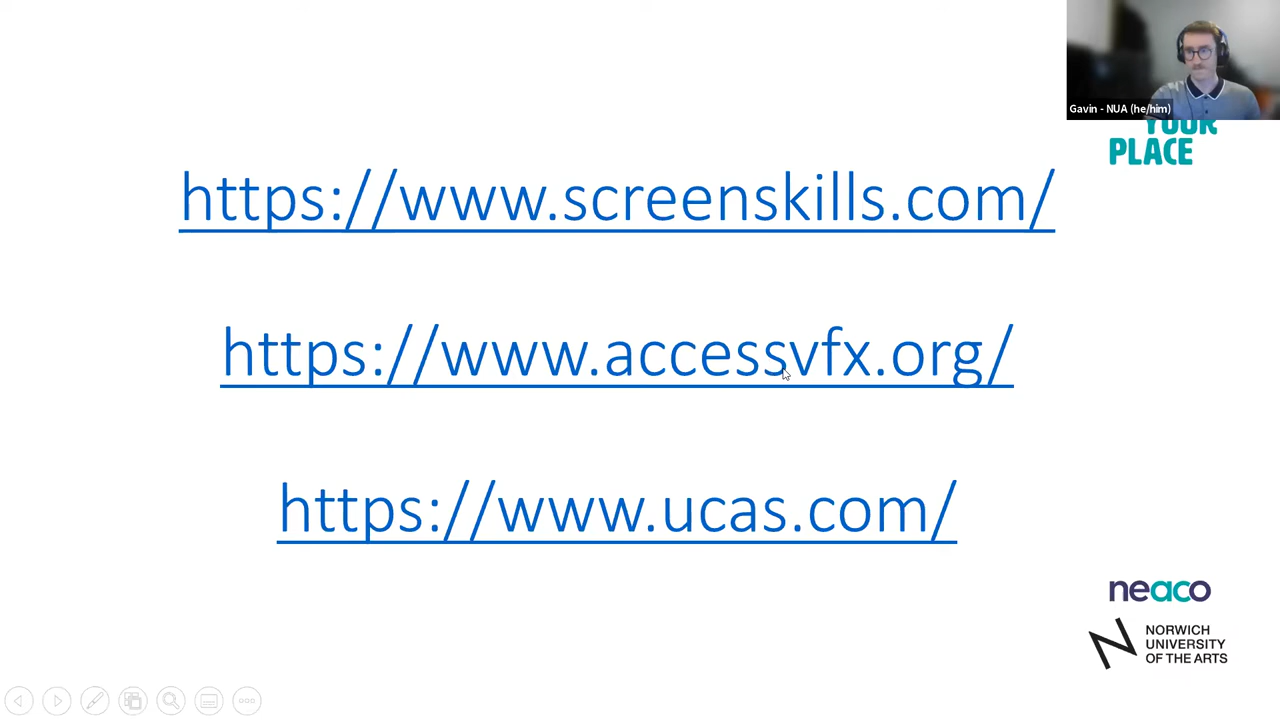 Gavin - NUA (he/him)
YOUR
PLACE
https://www.screenskills.com/
https://www.accessvfx.org/
https://www.ucas.com/
neaco
NORWICH
UNIVERSITY
OF THE ARTS